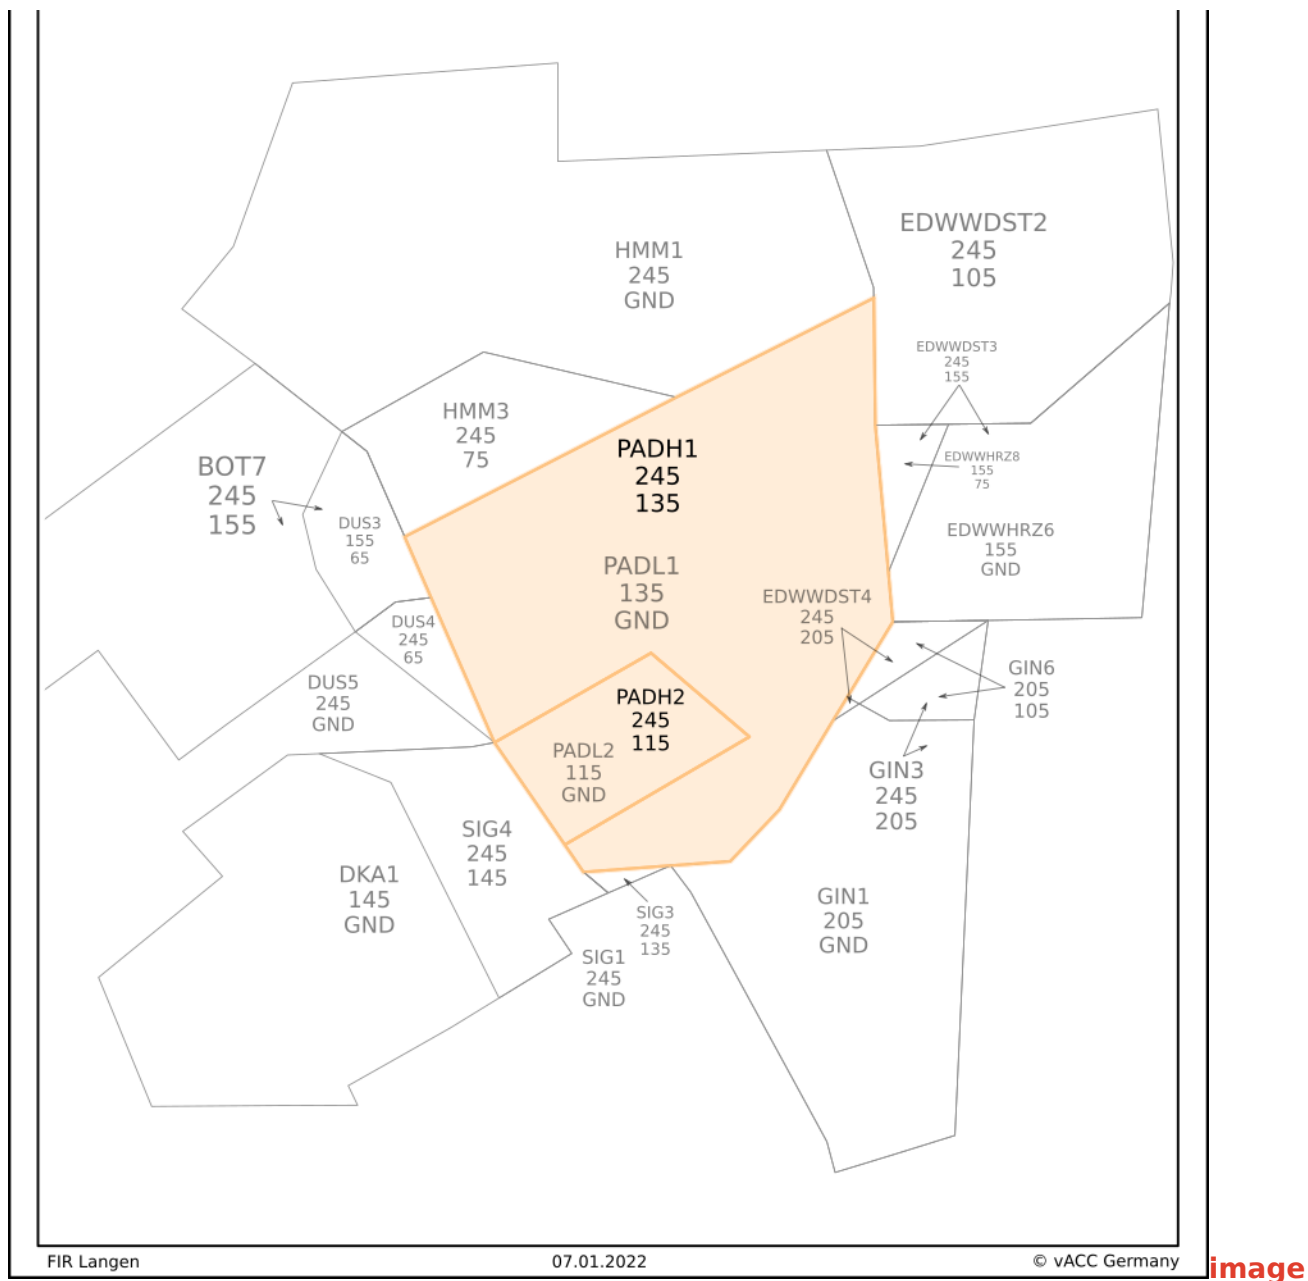 EDWWDST2
245
105
HMM1
245
GND
EDWWDST3
245
155
HMM3
245
75
PADH1
245
135
BOT7
245
155
EDWWHRZ8
155
75
DUS3
155
65
EDWWHRZ6
155
GND
PADL1
135
GND
EDWWDST4
245
205
DUS4
245
65
GIN6
205
105
DUS5
245
GND
PADH2
245
115
PADL2
115
GND
GIN3
245
205
SIG4
245
145
DKA1
145
GND
GIN1
205
GND
SIG3
245
135
SIG1
245
GND
FIR Langen
07.01.2022
© vACC Germany
image